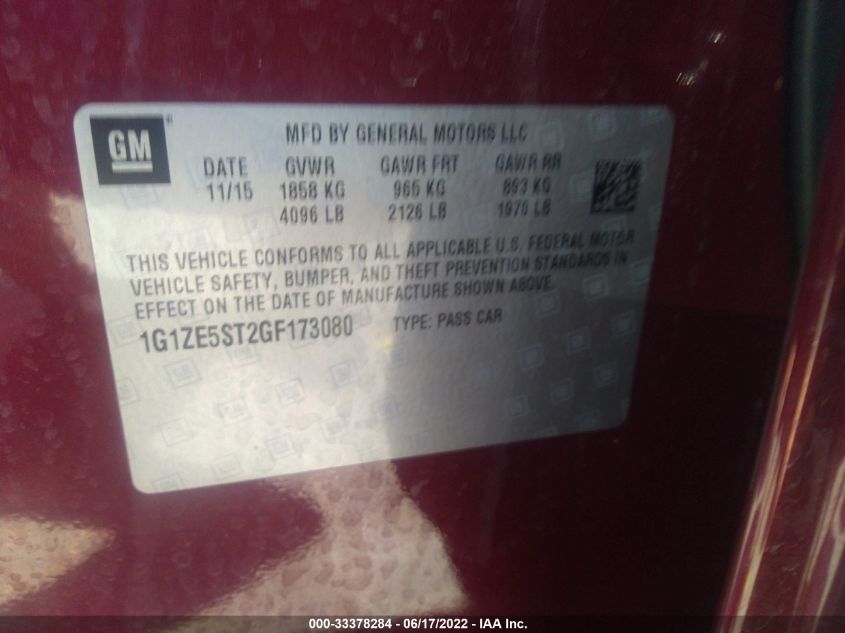 GM
MFD BY GENERAL MOTORS LLC
DATE GVWR GAWR FRT GAWR RR
11/15 1858 KG 965 KG 893 KG
4096 LB 2126 LB 1970 LB
THIS VEHICLE CONFORMS TO ALL APPLICABLE U.S. FEDERAL MOTOR
VEHICLE SAFETY, BUMPER, AND THEFT PREVENTION STANDARDS IN
EFFECT ON THE DATE OF MANUFACTURE SHOWN ABOVE.
1G1ZE5ST2GF173080 TYPE: PASS CAR
000-33378284 - 06/17/2022 - IAA Inc.